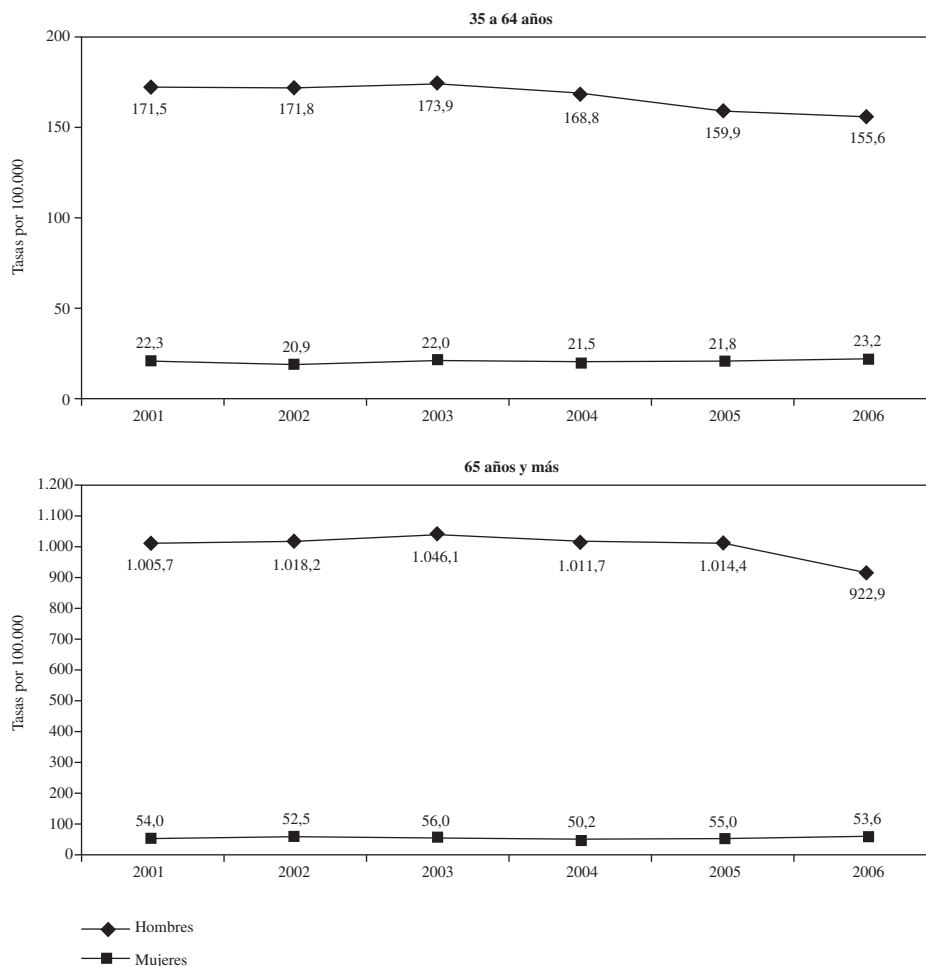 35 a 64 años
Tasas por 100.000
200
150
100
50
0
171,5 171,8 173,9 168,8 159,9 155,6
22,3 20,9 22,0 21,5 21,8 23,2
2001 2002 2003 2004 2005 2006
65 años y más
Tasas por 100.000
1.200
1.100
1.000
900
800
700
600
500
400
300
200
100
0
1.005,7 1.018,2 1.046,1 1.011,7 1.014,4 922,9
54,0 52,5 56,0 50,2 55,0 53,6
2001 2002 2003 2004 2005 2006
Hombres
Mujeres